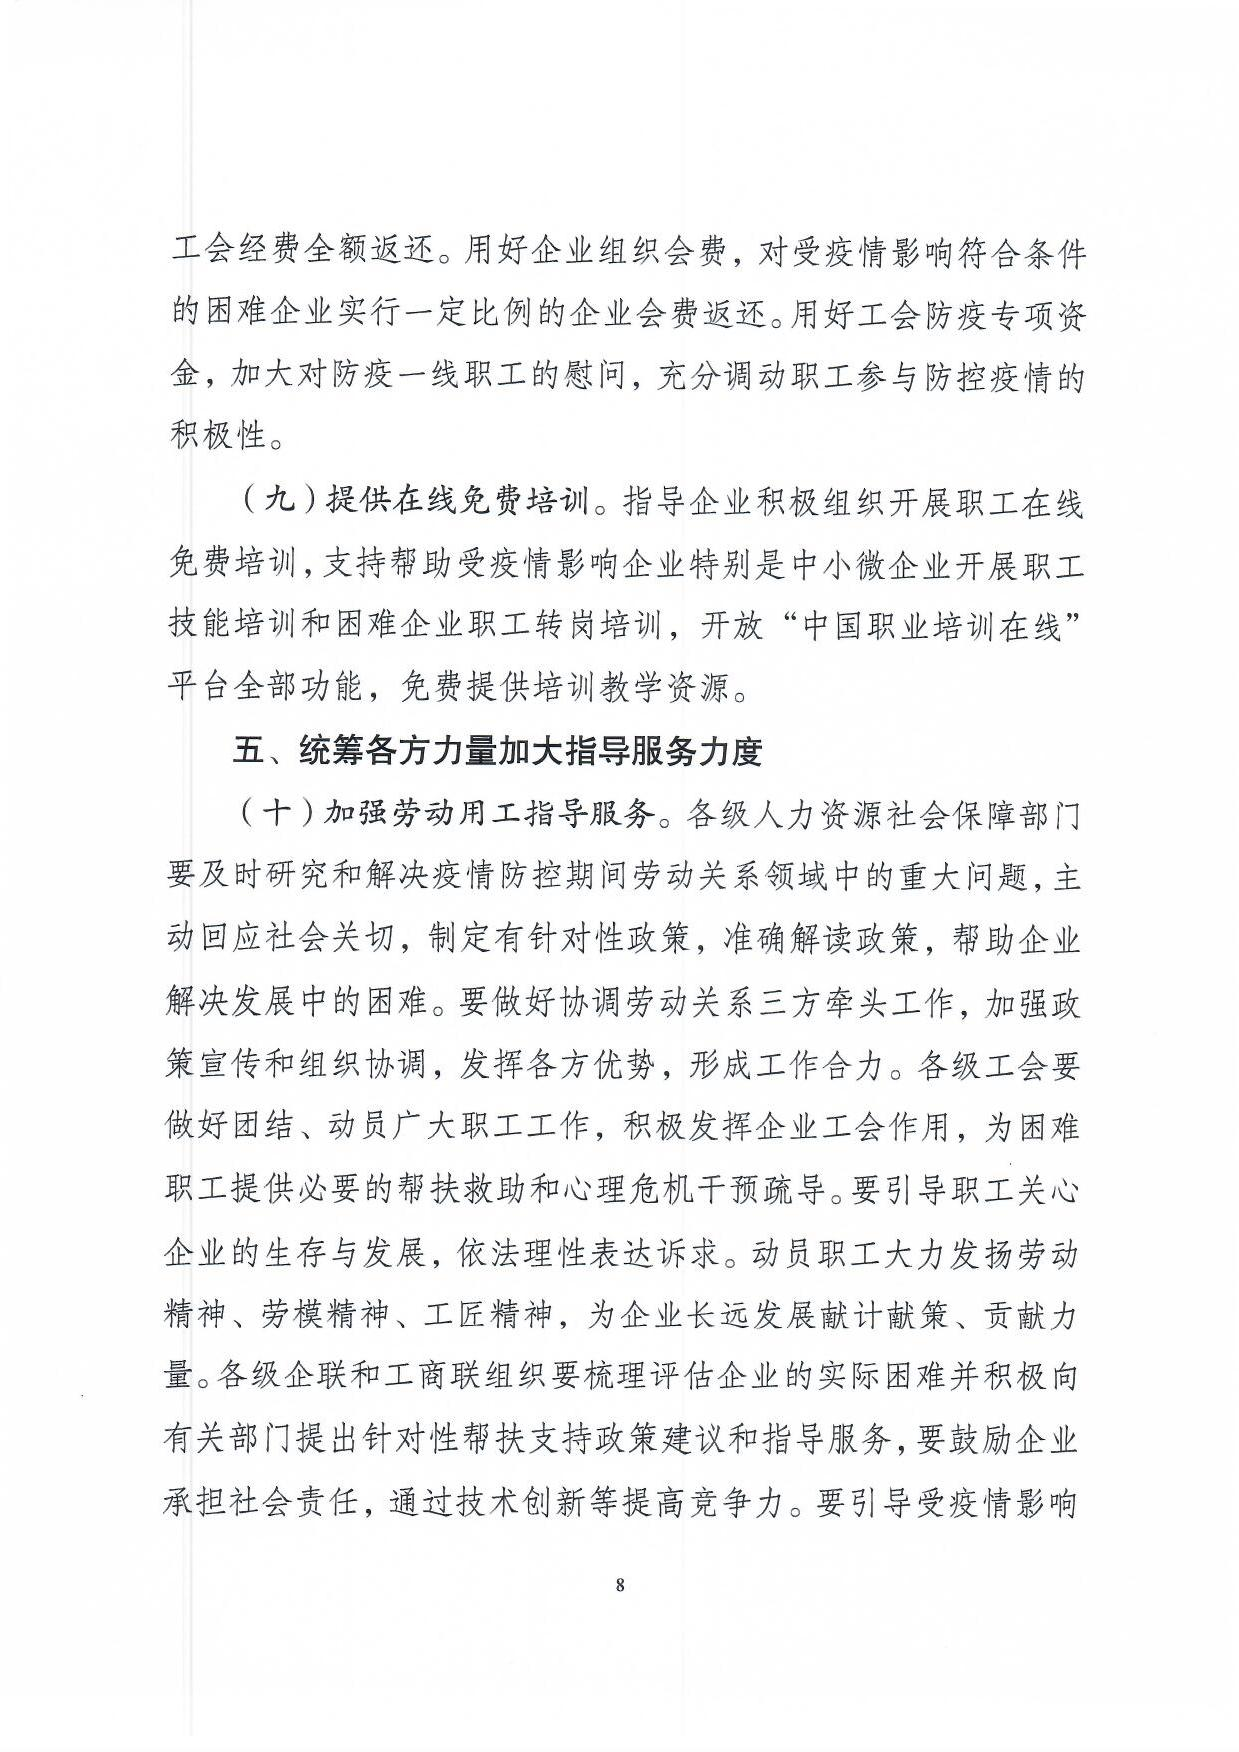 工会经费全额返还。用好企业组织会费，对受疫情影响符合条件
的困难企业实行一定比例的企业会费返还。用好工会防疫专项资
金，加大对防疫一线职工的慰问，充分调动职工参与防控疫情的
积极性。
（九）提供在线免费培训。指导企业积极组织开展职工在线
免费培训，支持帮助受疫情影响企业特别是中小微企业开展职工
技能培训和困难企业职工转岗培训，开放“中国职业培训在线”
平台全部功能，免费提供培训教学资源。
五、统筹各方力量加大指导服务力度
（十）加强劳动用工指导服务。各级人力资源社会保障部门
要及时研究和解决疫情防控期间劳动关系领域中的重大问题，主
动回应社会关切，制定有针对性政策，准确解读政策，帮助企业
解决发展中的困难。要做好协调劳动关系三方牵头工作，加强政
策宣传和组织协调，发挥各方优势，形成工作合力。各级工会要
做好团结、动员广大职工工作，积极发挥企业工会作用，为困难
职工提供必要的帮扶救助和心理危机干预疏导。要引导职工关心
企业的生存与发展，依法理性表达诉求。动员职工大力发扬劳动
精神、劳模精神、工匠精神，为企业长远发展献计献策、贡献力
量。各级企联和工商联组织要梳理评估企业的实际困难并积极向
有关部门提出针对性帮扶支持政策建议和指导服务，要鼓励企业
承担社会责任，通过技术创新等提高竞争力。要引导受疫情影响
8